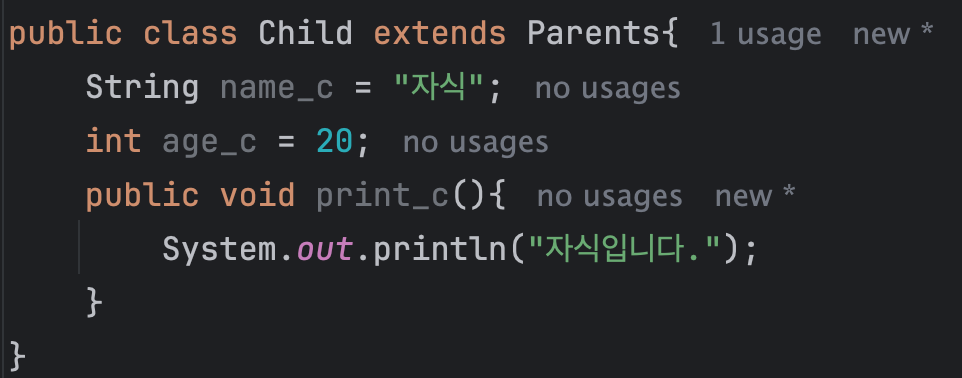 public class Child extends Parents{ 1 usage new *
String name_c = "자식"; no usages
int age_c = 20; no usages
public void print_c(){ no usages new *
System.out.println("자식입니다.");
}
}